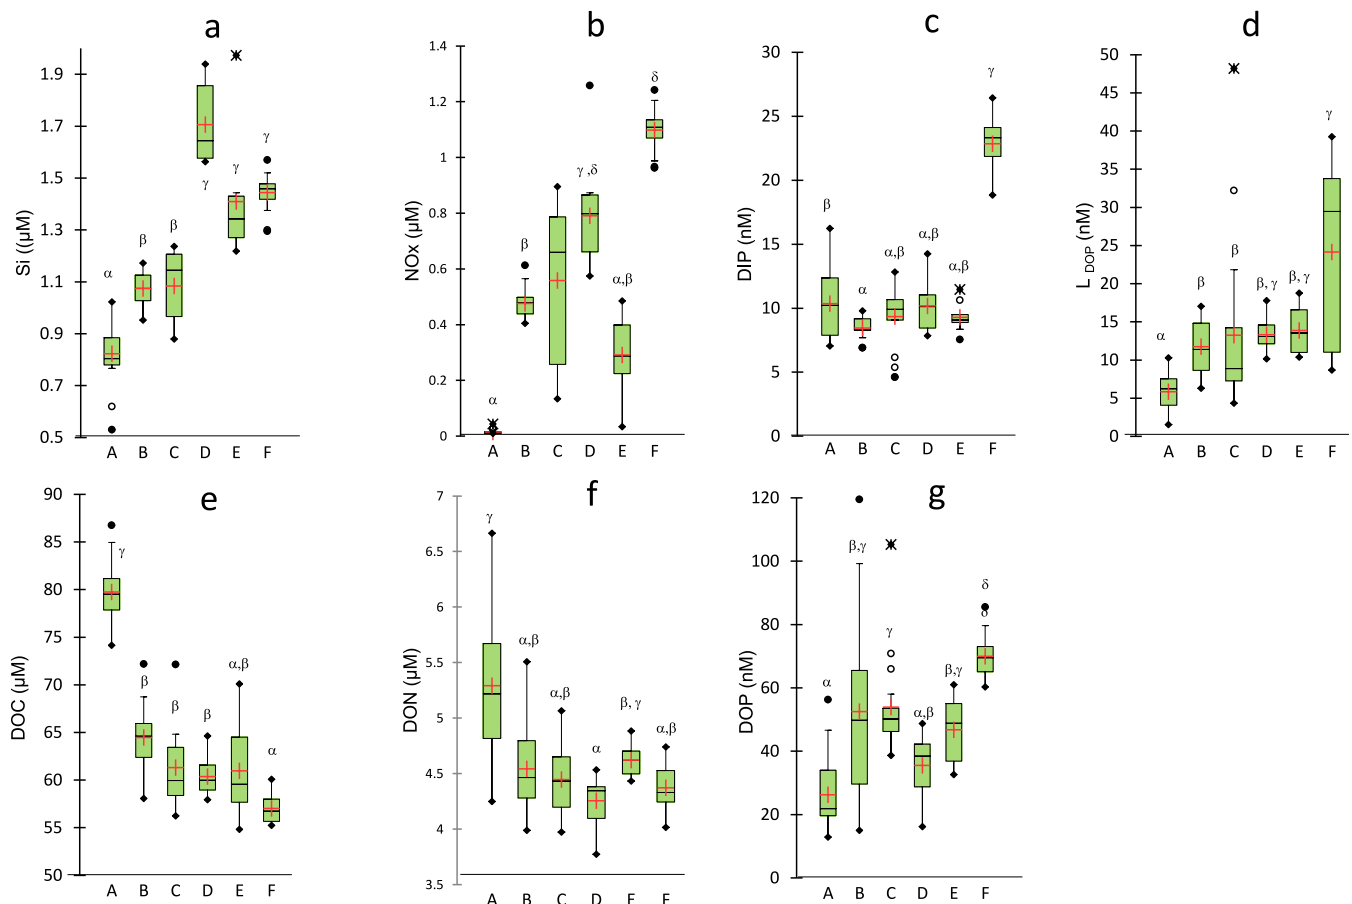 a
Si ((µM)
1.9
1.7
1.5
1.3
1.1
0.9
0.7
0.5
α
β
β
γ
γ
γ
A B C D E F
b
NOx (µM)
1.4
1.2
1
0.8
0.6
0.4
0.2
0
α
β
γ ,δ
α,β
δ
A B C D E F
c
DIP (nM)
30
25
20
15
10
5
0
β
α
α,β
α,β
α,β
γ
A B C D E F
d
L DOP (nM)
50
45
40
35
30
25
20
15
10
5
0
α
β
β
β, γ
β, γ
γ
A B C D E F
e
DOC (µM)
90
85
80
75
70
65
60
55
50
γ
β
β
β
α,β
α
A B C D E F
f
DON (µM)
7
6.5
6
5.5
5
4.5
4
3.5
γ
α,β
α,β
α
β, γ
α,β
A B C D E F
g
DOP (nM)
120
100
80
60
40
20
0
α
β,γ
γ
α,β
β,γ
δ
δ
A B C D E F